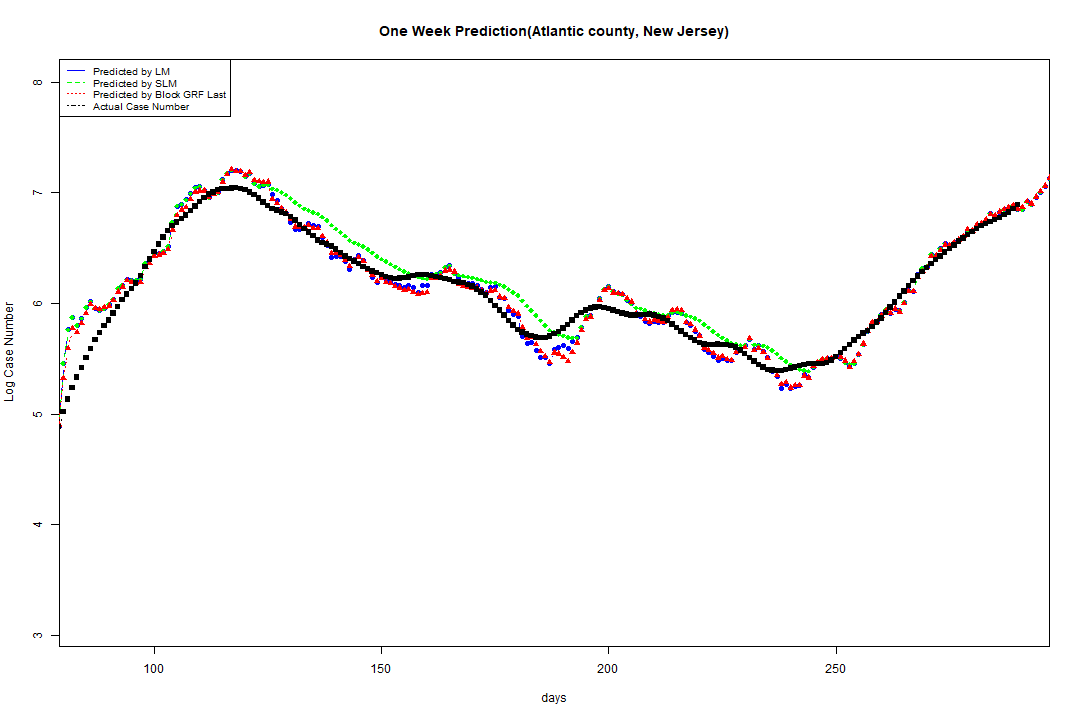 One Week Prediction(Atlantic county, New Jersey)
Predicted by LM
Predicted by SLM
Predicted by Block GRF Last
Actual Case Number
8
7
6
5
4
3
Log Case Number
100 150 200 250
days